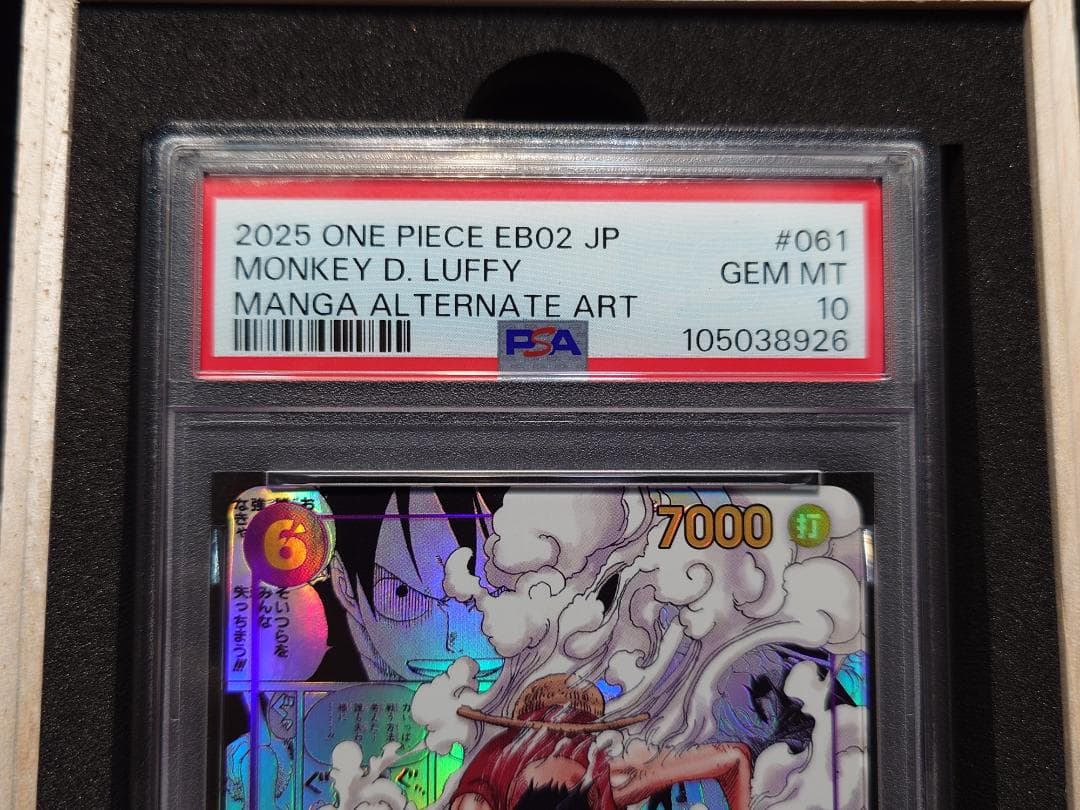 2025 ONE PIECE EB02 JP #061
MONKEY D. LUFFY GEM MT
MANGA ALTERNATE ART 10
PSA 105038926
6
7000 打
そいつらを
みんな
失っちまう!!!